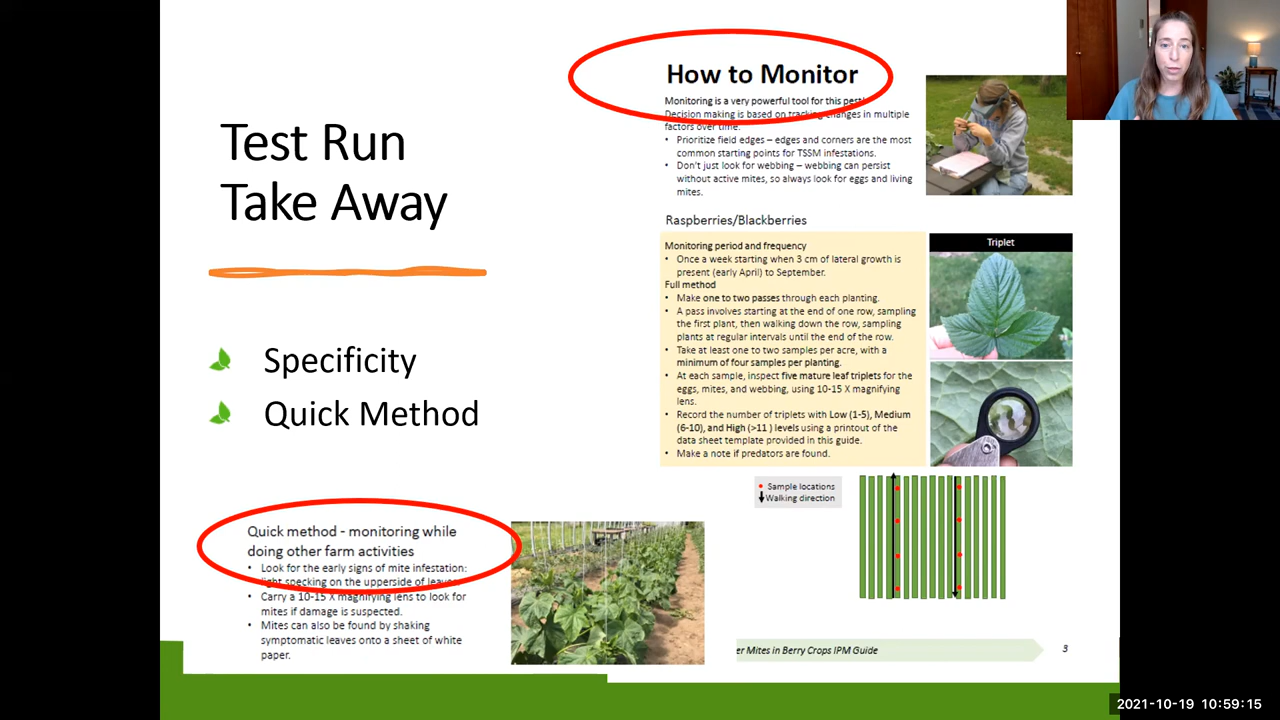 Test Run
Take Away
Specificity
Quick Method
Quick method - monitoring while
doing other farm activities
• Look for the early signs of mite infestation:
light specking on the upperside of leaves
• Carry a 10-15 X magnifying lens to look for
mites if damage is suspected.
• Mites can also be found by shaking
symptomatic leaves onto a sheet of white
paper.
How to Monitor
Monitoring is a very powerful tool for this pest!
Decision making is based on tracking changes in multiple
factors over time.
• Prioritize field edges – edges and corners are the most
common starting points for TSSM infestations.
• Don't just look for webbing – webbing can persist
without active mites, so always look for eggs and living
mites.
Raspberries/Blackberries
Monitoring period and frequency
• Once a week starting when 3 cm of lateral growth is
present (early April) to September.
Full method
• Make one to two passes through each planting.
• A pass involves starting at the end of one row, sampling
the first plant, then walking down the row, sampling
plants at regular intervals until the end of the row.
• Take at least one to two samples per acre, with a
minimum of four samples per planting.
• At each sample, inspect five mature leaf triplets for the
eggs, mites, and webbing, using 10-15 X magnifying
lens.
• Record the number of triplets with Low (1-5), Medium
(6-10), and High (>11 ) levels using a printout of the
data sheet template provided in this guide.
• Make a note if predators are found.
Triplet
Sample locations
Walking direction
er Mites in Berry Crops IPM Guide
3
2021-10-19 10:59:15